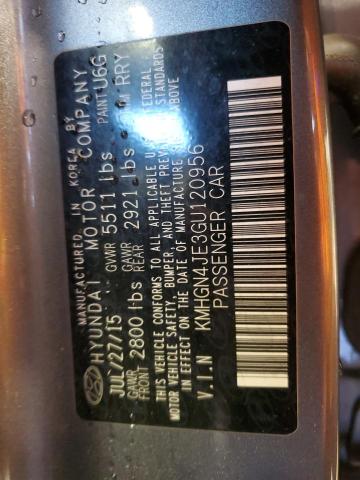 MANUFACTURED IN KOREA BY
HYUNDAI MOTOR COMPANY
JUL/27/15 GVWR 5511 lbs PAINT U6G
GAWR FRONT 2800 lbs GAWR REAR 2921 lbs RRY
THIS VEHICLE CONFORMS TO ALL APPLICABLE U. FEDERAL
MOTOR VEHICLE SAFETY, BUMPER, AND THEFT PREVENTION STANDARDS
IN EFFECT ON THE DATE OF MANUFACTURE SHOWN ABOVE
V.I.N KMHGN4JE3GU120956
PASSENGER CAR